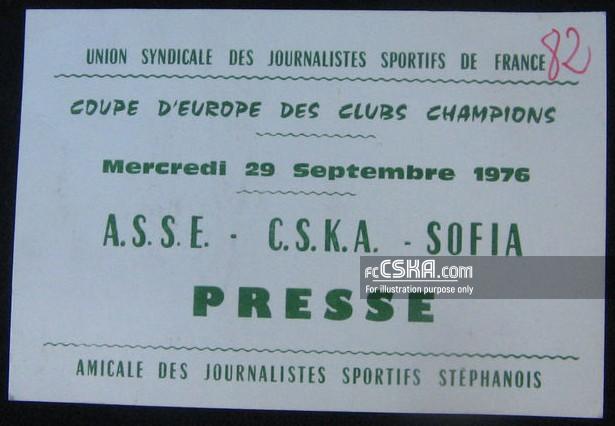 UNION SYNDICALE DES JOURNALISTES SPORTIFS DE FRANCE
82
COUPE D'EUROPE DES CLUBS CHAMPIONS
Mercredi 29 Septembre 1976
A.S.S.E. - C.S.K.A. - SOFIA
fcCSKA.com
For illustration purpose only
PRESSE
AMICALE DES JOURNALISTES SPORTIFS STÉPHANOIS